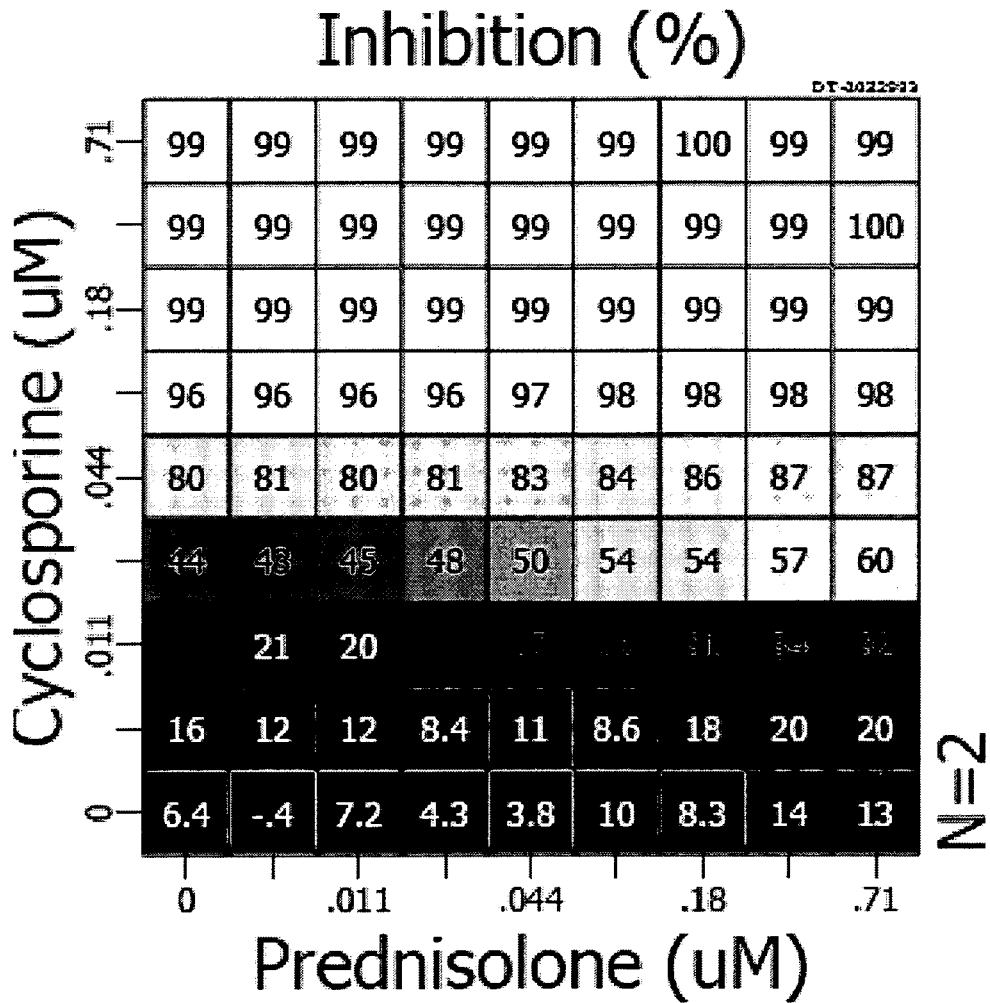 Inhibition (%)
Cyclosporine (uM)
.71 99 99 99 99 99 99 100 99 99
99 99 99 99 99 99 99 99 100
.18 99 99 99 99 99 99 99 99 99
96 96 96 96 97 98 98 98 98
.044 80 81 80 81 83 84 86 87 87
44 43 45 48 50 54 54 57 60
.011 21 20
16 12 12 8.4 11 8.6 18 20 20
0 6.4 -.4 7.2 4.3 3.8 10 8.3 14 13
0 .011 .044 .18 .71
Prednisolone (uM)
N=2